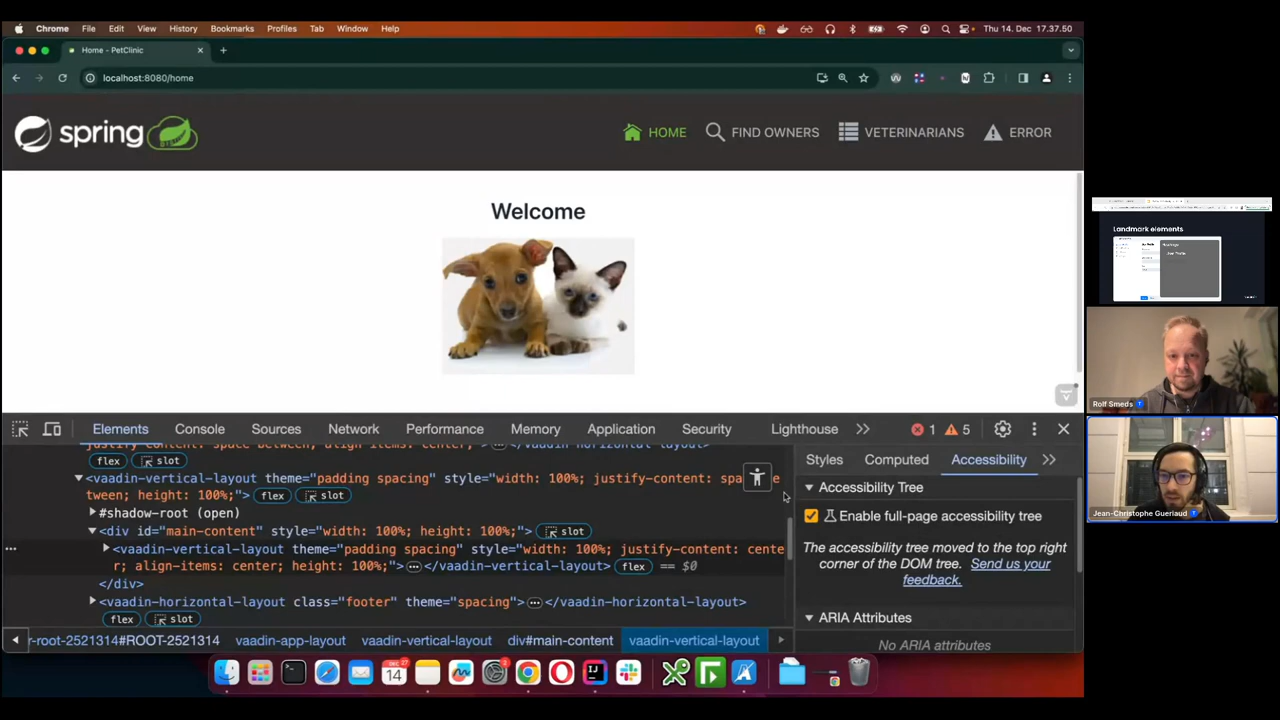 Chrome File Edit View History Bookmarks Profiles Tab Window Help Thu 14. Dec 17.37.50
Home - PetClinic
localhost:8080/home
spring HOME FIND OWNERS VETERINARIANS ERROR
Welcome
Landmark elements
Rolf Smeds
Jean-Christophe Gueriaud
Elements Console Sources Network Performance Memory Application Security Lighthouse 1 5
flex slot
<vaadin-vertical-layout theme="padding spacing" style="width: 100%; justify-content: spa e
tween; height: 100%;"> flex slot
#shadow-root (open)
<div id="main-content" style="width: 100%; height: 100%;"> slot
<vaadin-vertical-layout theme="padding spacing" style="width: 100%; justify-content: cente
r; align-items: center; height: 100%;"> … </vaadin-vertical-layout> flex == $0
</div>
<vaadin-horizontal-layout class="footer" theme="spacing"> … </vaadin-horizontal-layout>
flex slot
r-root-2521314#ROOT-2521314 vaadin-app-layout vaadin-vertical-layout div#main-content vaadin-vertical-layout
Styles Computed Accessibility
Accessibility Tree
Enable full-page accessibility tree
The accessibility tree moved to the top right
corner of the DOM tree. Send us your
feedback.
ARIA Attributes
No ARIA attributes
DEC
14